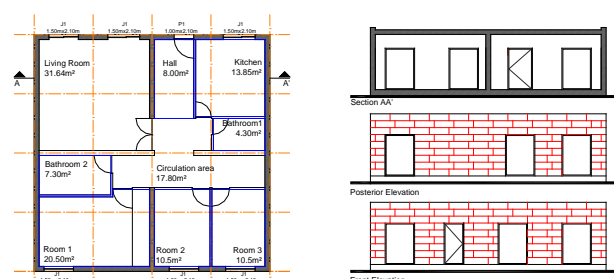 J1
1.50mx2.10m
J1
1.50mx2.10m
P1
1.00mx2.10m
J1
1.50mx2.10m
Living Room
31.64m²
Hall
8.00m²
Kitchen
13.85m²
A
A'
Bathroom1
4.30m²
Bathroom 2
7.30m²
Circulation area
17.80m²
Room 1
20.50m²
Room 2
10.5m²
Room 3
10.5m²
J1
J1
J1
Section AA'
Posterior Elevation
Front Elevation